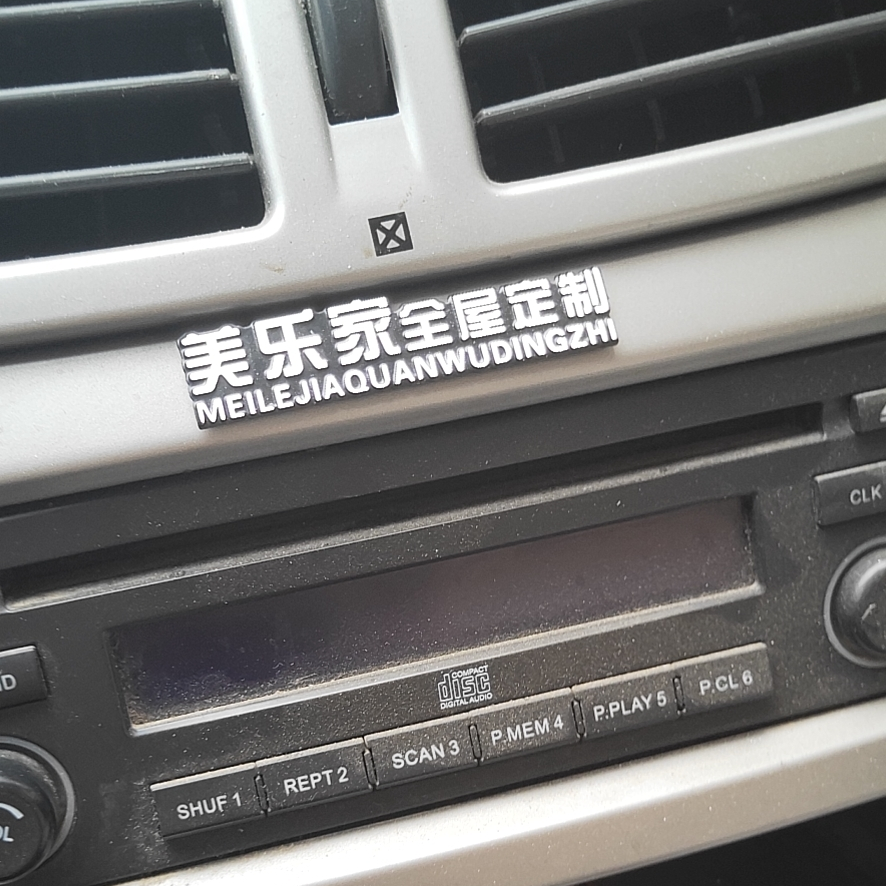 美乐家全屋定制
MEILEJIAQUANWUDINGZHI
CLK
COMPACT
disc
DIGITAL AUDIO
SHUF 1
REPT 2
SCAN 3
P.MEM 4
P.PLAY 5
P.CL 6